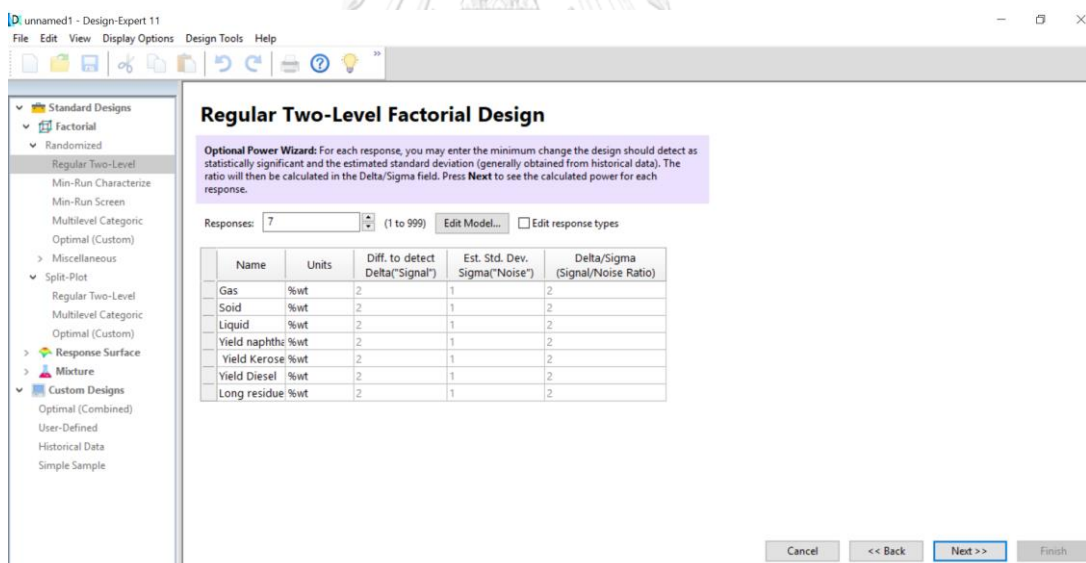 unnamed1 - Design-Expert 11
File Edit View Display Options Design Tools Help
Standard Designs
Factorial
Randomized
Regular Two-Level
Min-Run Characterize
Min-Run Screen
Multilevel Categoric
Optimal (Custom)
Miscellaneous
Split-Plot
Regular Two-Level
Multilevel Categoric
Optimal (Custom)
Response Surface
Mixture
Custom Designs
Optimal (Combined)
User-Defined
Historical Data
Simple Sample
Regular Two-Level Factorial Design
Optional Power Wizard: For each response, you may enter the minimum change the design should detect as
statistically significant and the estimated standard deviation (generally obtained from historical data). The
ratio will then be calculated in the Delta/Sigma field. Press Next to see the calculated power for each
response.
Responses: 7 (1 to 999) Edit Model... Edit response types
Name Units Diff. to detect Delta("Signal") Est. Std. Dev. Sigma("Noise") Delta/Sigma (Signal/Noise Ratio)
Gas %wt 2 1 2
Soid %wt 2 1 2
Liquid %wt 2 1 2
Yield naphtha %wt 2 1 2
Yield Kerose %wt 2 1 2
Yield Diesel %wt 2 1 2
Long residue %wt 2 1 2
Cancel << Back Next >> Finish